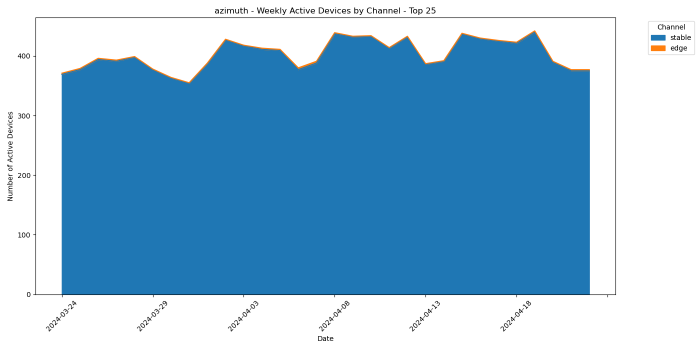 azimuth - Weekly Active Devices by Channel - Top 25
Channel
stable
edge
Number of Active Devices
400
300
200
100
0
2024-03-24
2024-03-29
2024-04-03
2024-04-08
2024-04-13
2024-04-18
Date